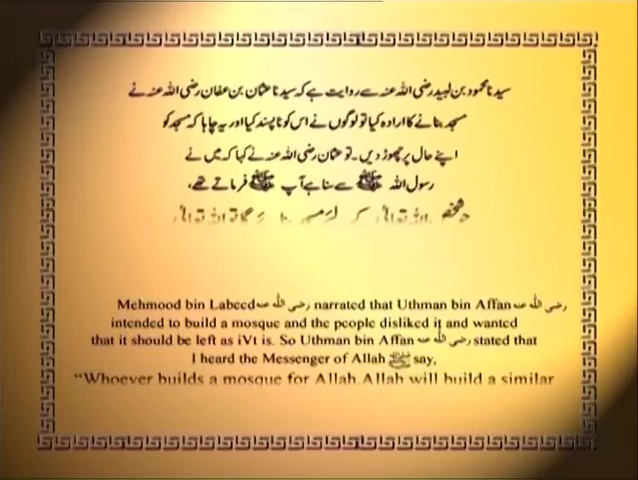 سیدنا محمود بن لبید رضی اللہ عنہ سے روایت ہے کہ سیدنا عثمان بن عفان رضی اللہ عنہ نے
مسجد بنانے کا ارادہ کیا تو لوگوں نے اس کو ناپسند کیا اور یہ چاہا کہ مسجد کو
اپنے حال پر چھوڑ دیں۔ تو عثمان رضی اللہ عنہ نے کہا کہ میں نے
رسول اللہ ﷺ سے سنا ہے آپ ﷺ فرماتے تھے،
Mehmood bin Labeed رضی اللہ عنہ narrated that Uthman bin Affan رضی اللہ عنہ
intended to build a mosque and the people disliked it and wanted
that it should be left as iVt is. So Uthman bin Affan رضی اللہ عنہ stated that
I heard the Messenger of Allah ﷺ say,
“Whoever builds a mosque for Allah,Allah will build a similar